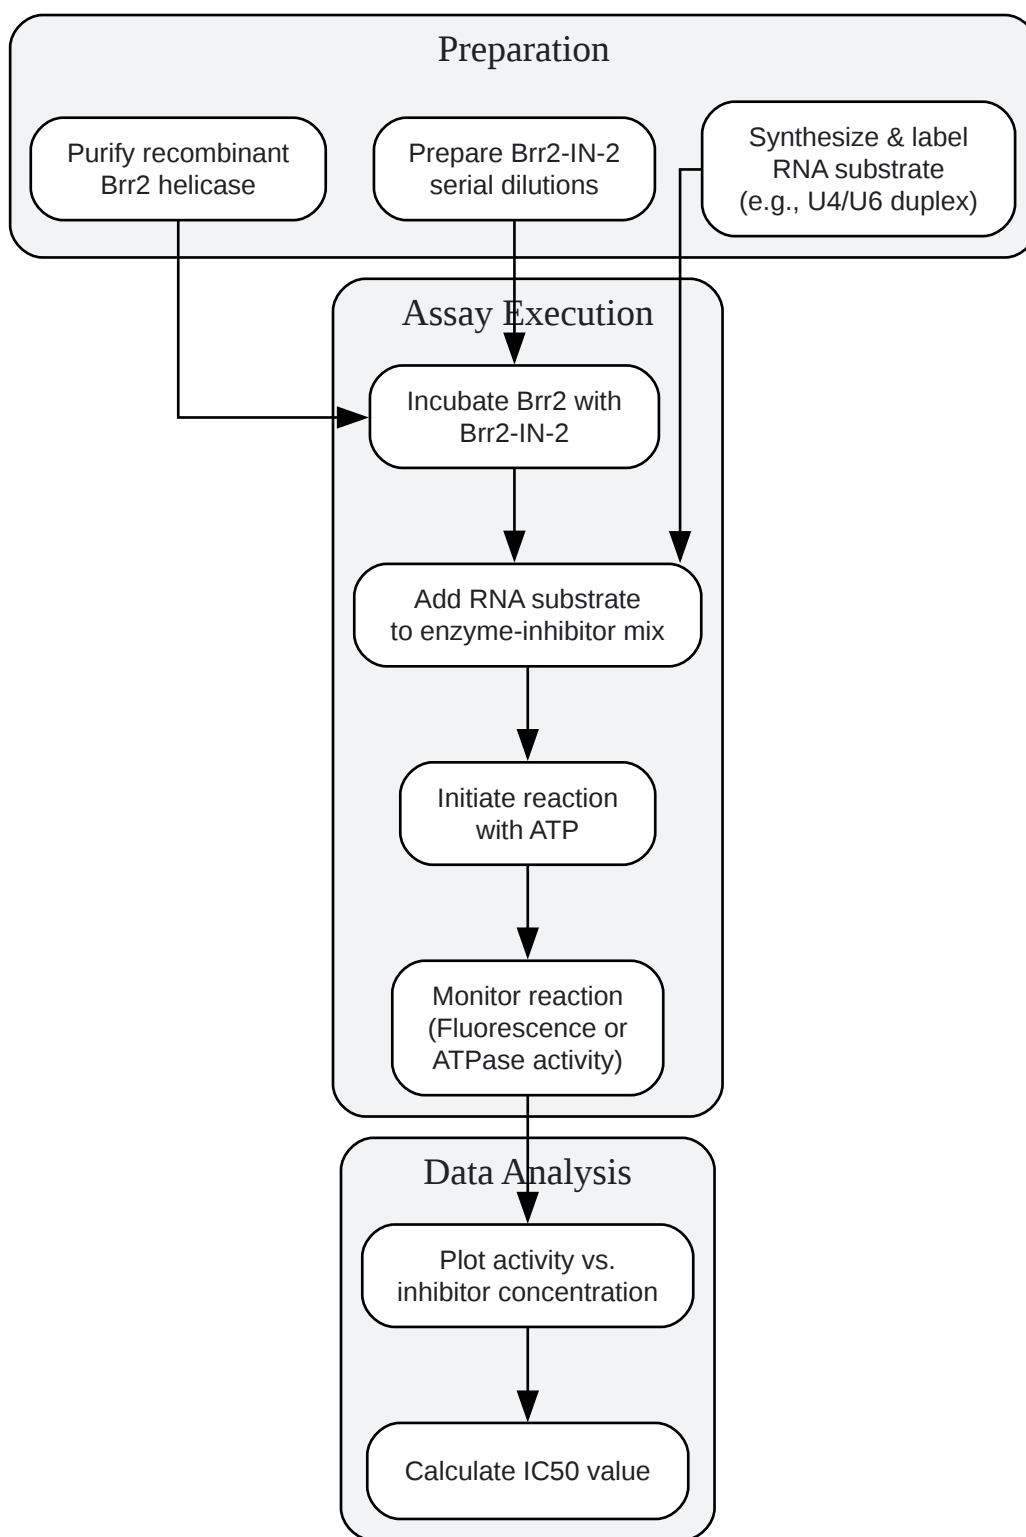 Preparation
Purify recombinant
Brr2 helicase
Prepare Brr2-IN-2
serial dilutions
Synthesize & label
RNA substrate
(e.g., U4/U6 duplex)
Assay Execution
Incubate Brr2 with
Brr2-IN-2
Add RNA substrate
to enzyme-inhibitor mix
Initiate reaction
with ATP
Monitor reaction
(Fluorescence or
ATPase activity)
Data Analysis
Plot activity vs.
inhibitor concentration
Calculate IC50 value